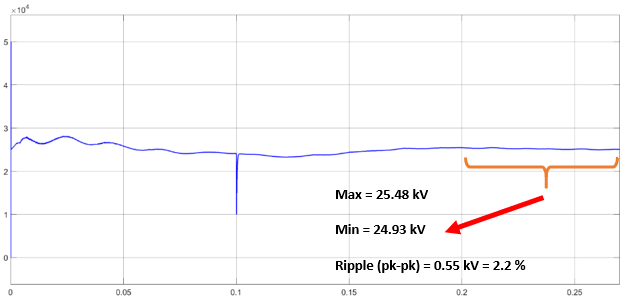 ×10⁴
5
4
3
2
1
0
Max = 25.48 kV
Min = 24.93 kV
Ripple (pk-pk) = 0.55 kV = 2.2 %
0 0.05 0.1 0.15 0.2 0.25